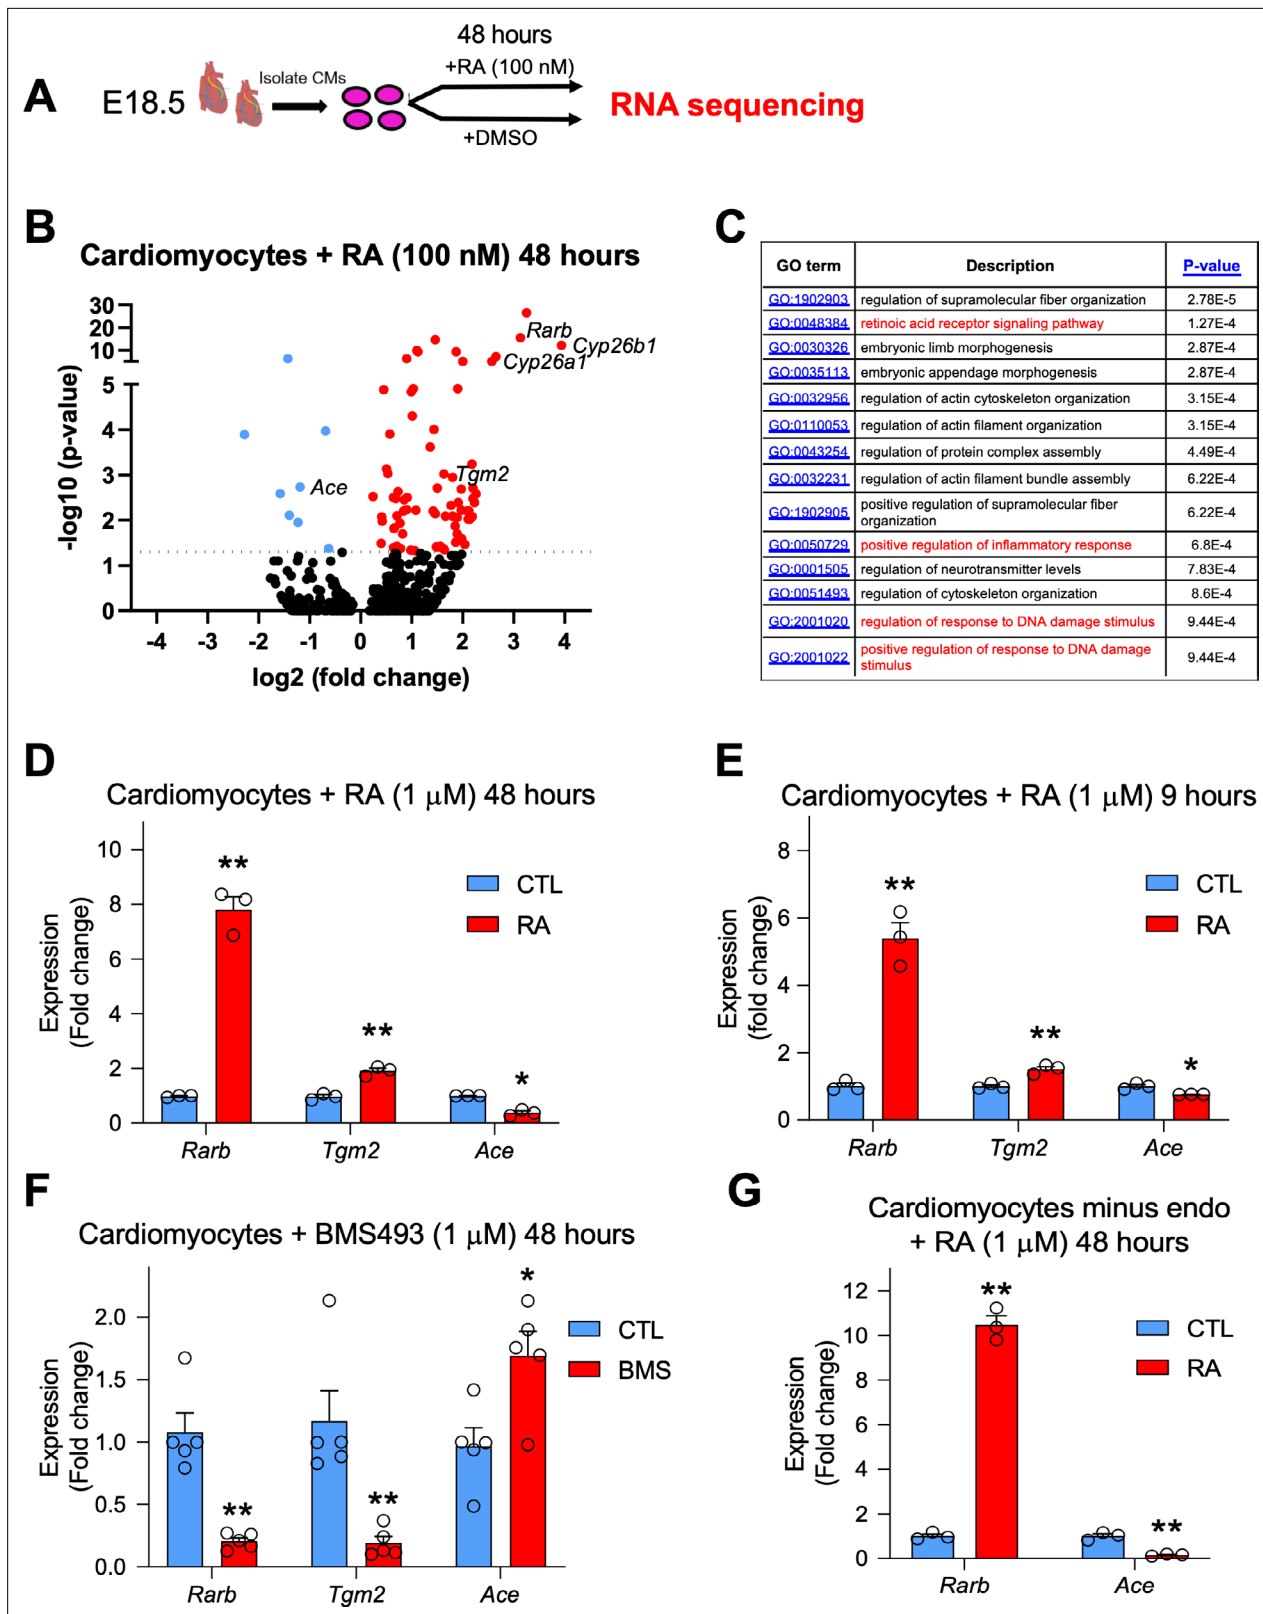 A
E18.5
Isolate CMs
48 hours
+RA (100 nM)
+DMSO
RNA sequencing
B
Cardiomyocytes + RA (100 nM) 48 hours
-log10 (p-value)
30
20
10
5
4
3
2
1
0
Rarb
Cyp26b1
Cyp26a1
Tgm2
Ace
-4 -3 -2 -1 0 1 2 3 4
log2 (fold change)
C
GO term Description P-value
GO:1902903 regulation of supramolecular fiber organization 2.78E-5
GO:0048384 retinoic acid receptor signaling pathway 1.27E-4
GO:0030326 embryonic limb morphogenesis 2.87E-4
GO:0035113 embryonic appendage morphogenesis 2.87E-4
GO:0032956 regulation of actin cytoskeleton organization 3.15E-4
GO:0110053 regulation of actin filament organization 3.15E-4
GO:0043254 regulation of protein complex assembly 4.49E-4
GO:0032231 regulation of actin filament bundle assembly 6.22E-4
GO:1902905 positive regulation of supramolecular fiber
organization 6.22E-4
GO:0050729 positive regulation of inflammatory response 6.8E-4
GO:0001505 regulation of neurotransmitter levels 7.83E-4
GO:0051493 regulation of cytoskeleton organization 8.6E-4
GO:2001020 regulation of response to DNA damage stimulus 9.44E-4
GO:2001022 positive regulation of response to DNA damage
stimulus 9.44E-4
D
Cardiomyocytes + RA (1 μM) 48 hours
Expression
(Fold change)
10
8
6
4
2
0
** ** *
CTL
RA
Rarb Tgm2 Ace
E
Cardiomyocytes + RA (1 μM) 9 hours
Expression
(fold change)
8
6
4
2
0
** ** *
CTL
RA
Rarb Tgm2 Ace
F
Cardiomyocytes + BMS493 (1 μM) 48 hours
Expression
(Fold change)
2.0
1.5
1.0
0.5
0.0
** ** *
CTL
BMS
Rarb Tgm2 Ace
G
Cardiomyocytes minus endo
+ RA (1 μM) 48 hours
Expression
(Fold change)
12
10
8
6
4
2
0
** **
CTL
RA
Rarb Ace